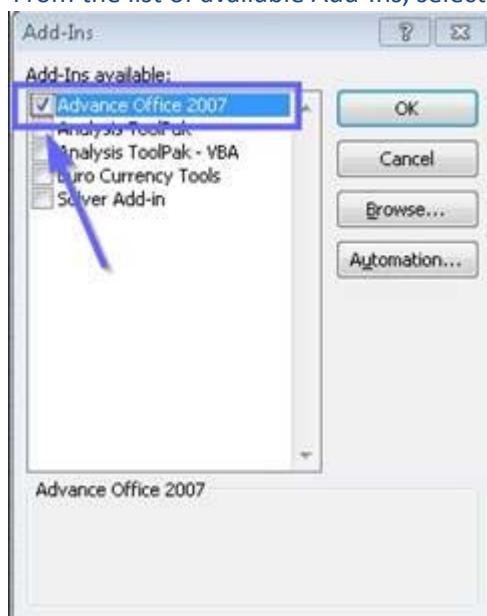 From the list of available Add-Ins, select
Add-Ins
Add-Ins available:
Advance Office 2007
Analysis ToolPak
Analysis ToolPak - VBA
Euro Currency Tools
Solver Add-in
OK
Cancel
Browse...
Automation...
Advance Office 2007